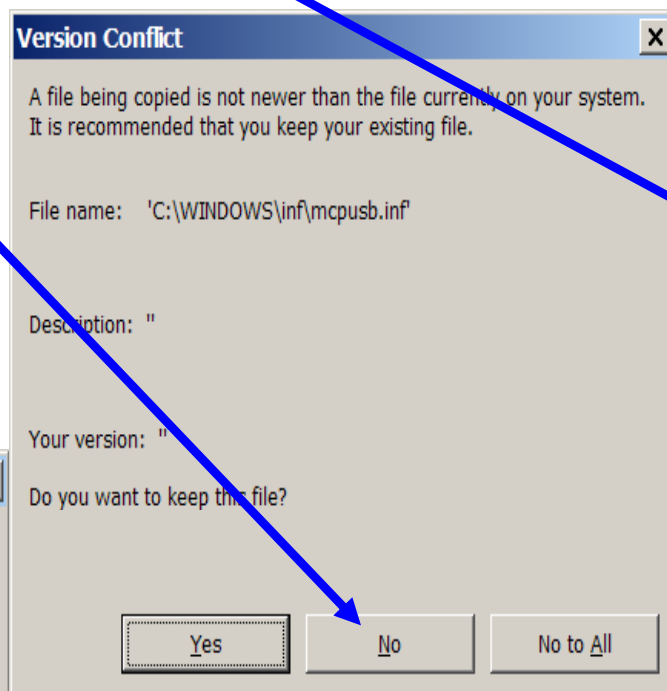 Version Conflict
A file being copied is not newer than the file currently on your system.
It is recommended that you keep your existing file.
File name: 'C:\WINDOWS\inf\mcpusb.inf'
Description: "
Your version: "
Do you want to keep this file?
Yes
No
No to All